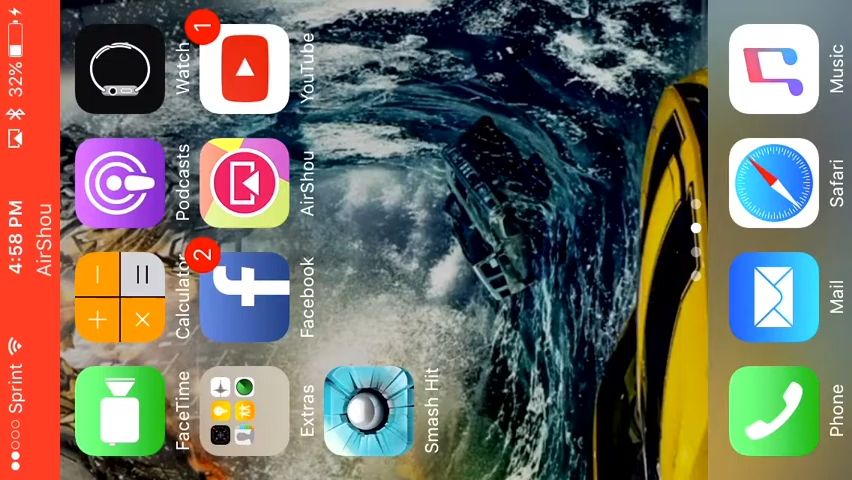 ●●○○○ Sprint 4:58 PM 32%
AirShou
FaceTime Calculator Podcasts Watch
Extras Facebook AirShou YouTube
2 1
Smash Hit
Phone Mail Safari Music